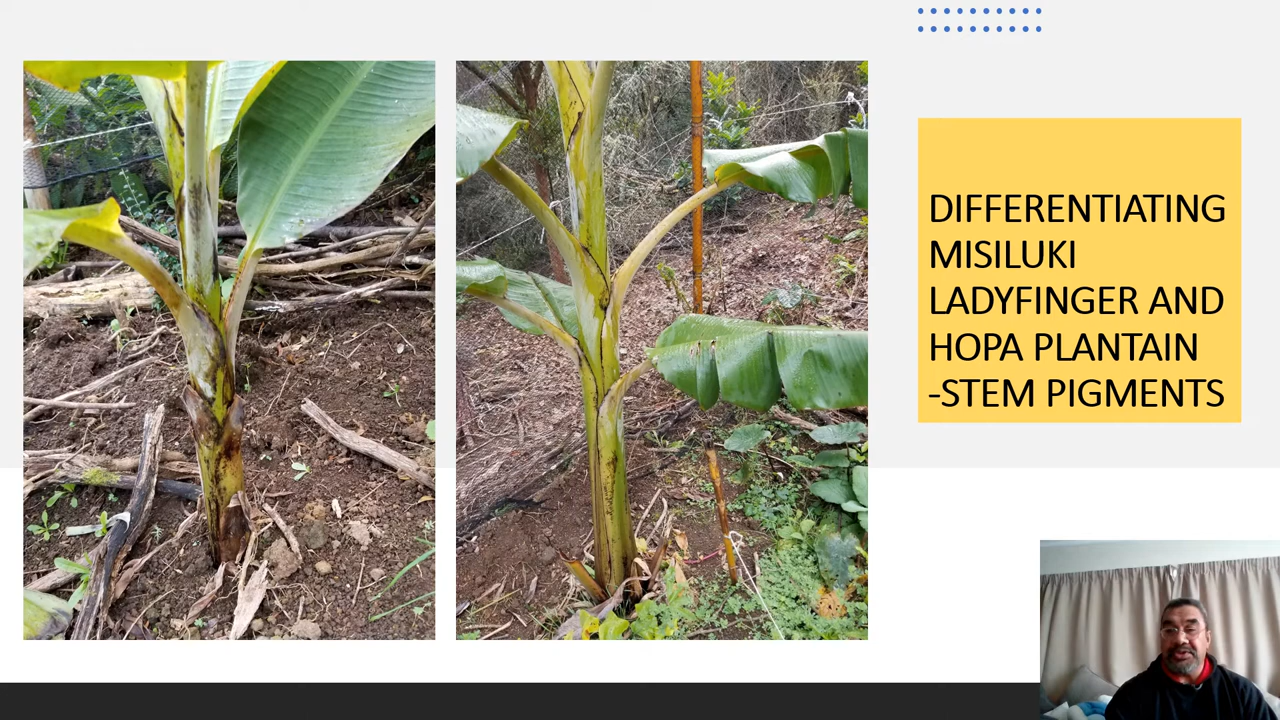 DIFFERENTIATING
MISILUKI
LADYFINGER AND
HOPA PLANTAIN
-STEM PIGMENTS